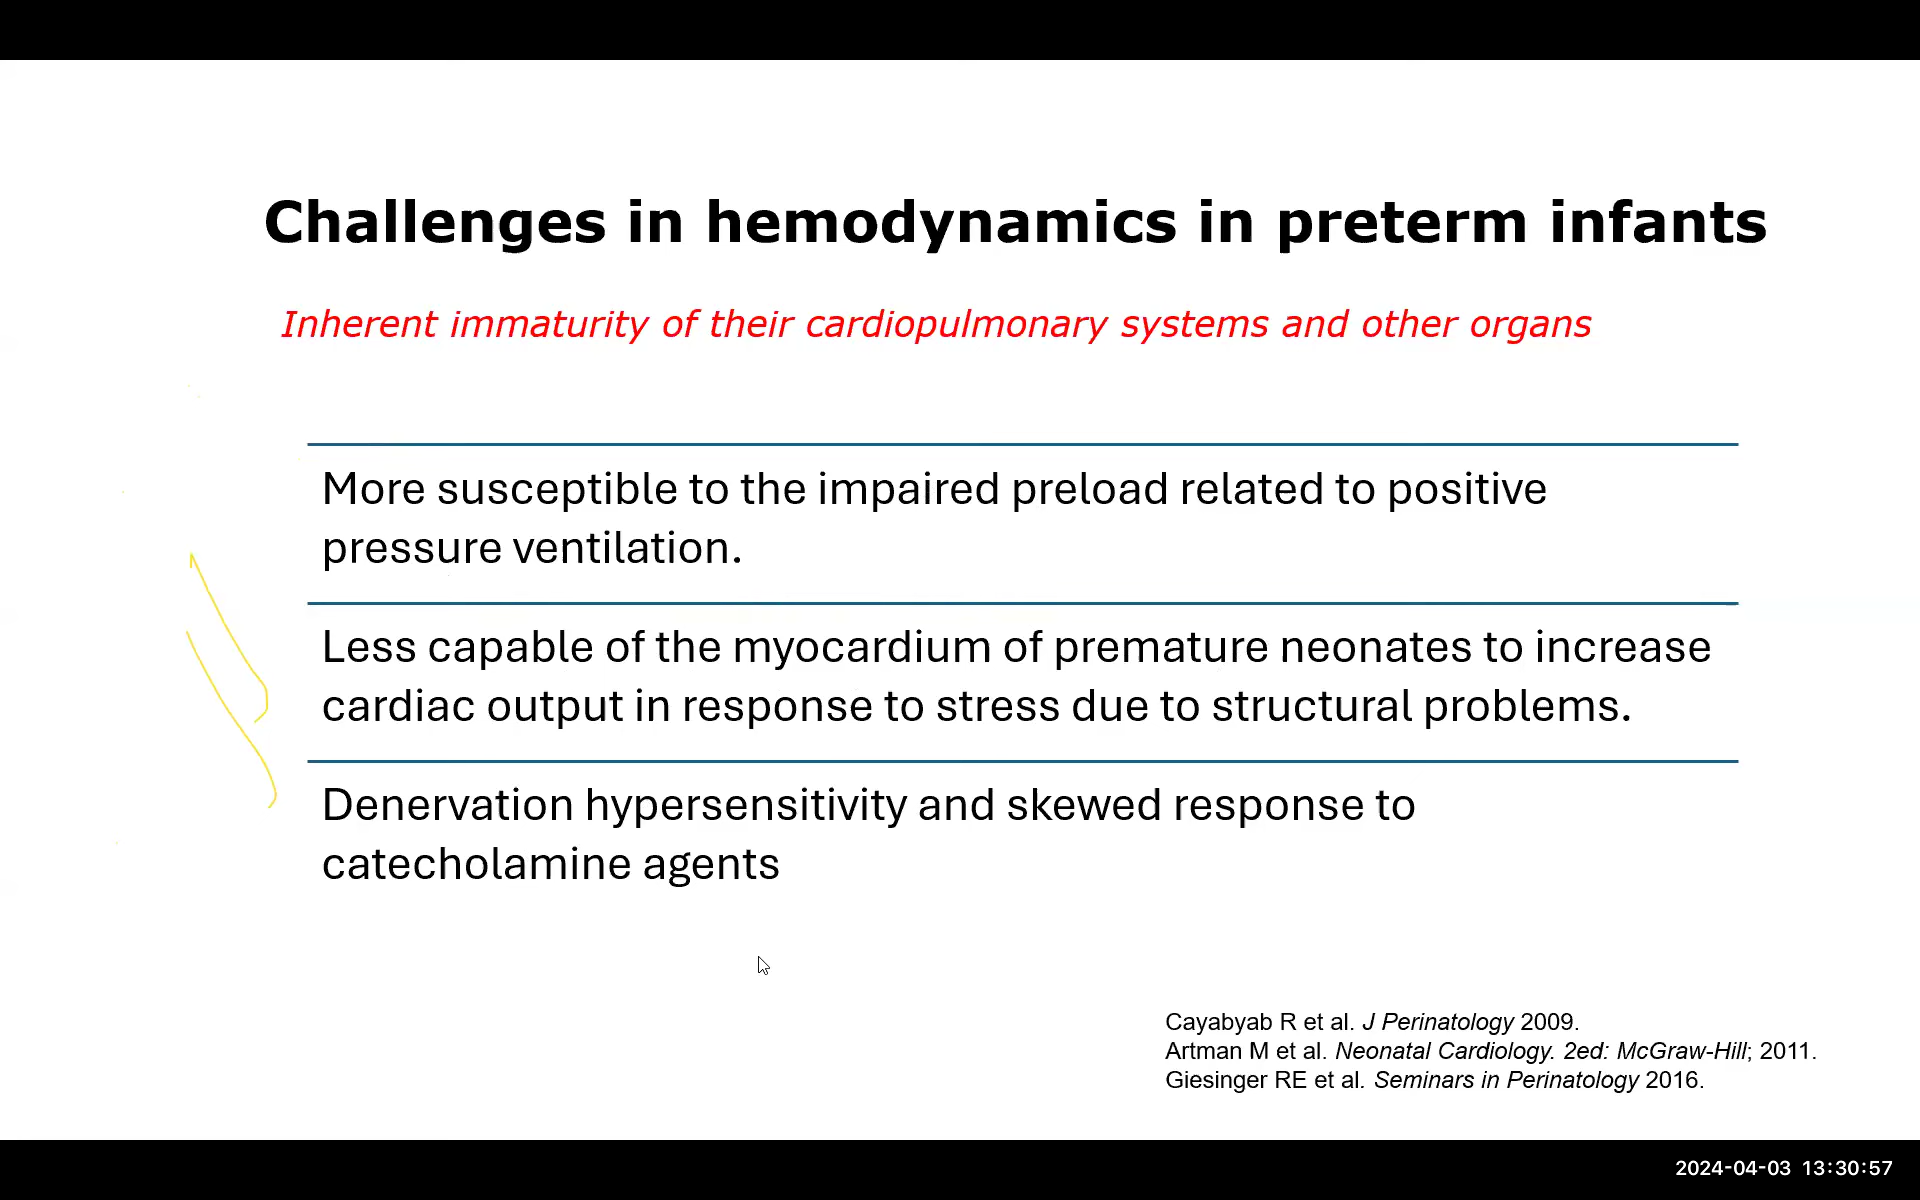 Challenges in hemodynamics in preterm infants
Inherent immaturity of their cardiopulmonary systems and other organs
More susceptible to the impaired preload related to positive
pressure ventilation.
Less capable of the myocardium of premature neonates to increase
cardiac output in response to stress due to structural problems.
Denervation hypersensitivity and skewed response to
catecholamine agents
Cayabyab R et al. J Perinatology 2009.
Artman M et al. Neonatal Cardiology. 2ed: McGraw-Hill; 2011.
Giesinger RE et al. Seminars in Perinatology 2016.
2024-04-03 13:30:57